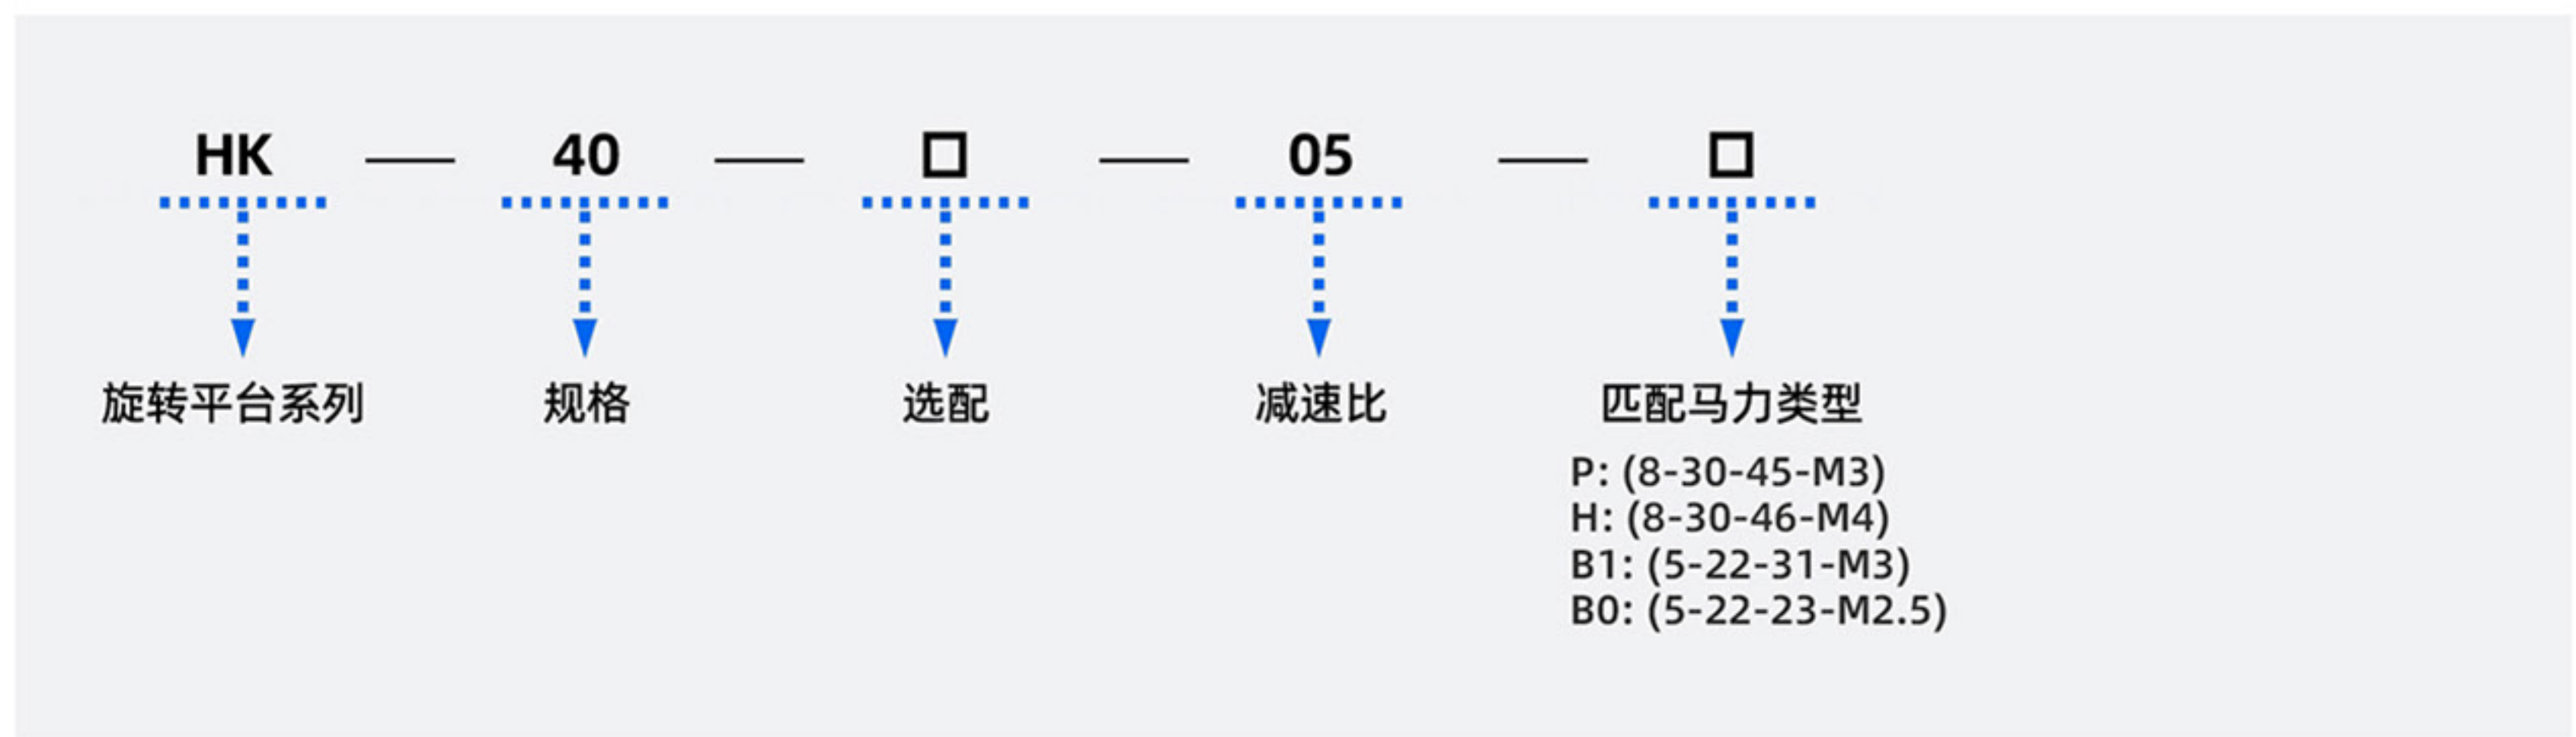 HK — 40 — □ — 05 — □
旋转平台系列 规格 选配 减速比 匹配马力类型
P: (8-30-45-M3)
H: (8-30-46-M4)
B1: (5-22-31-M3)
B0: (5-22-23-M2.5)